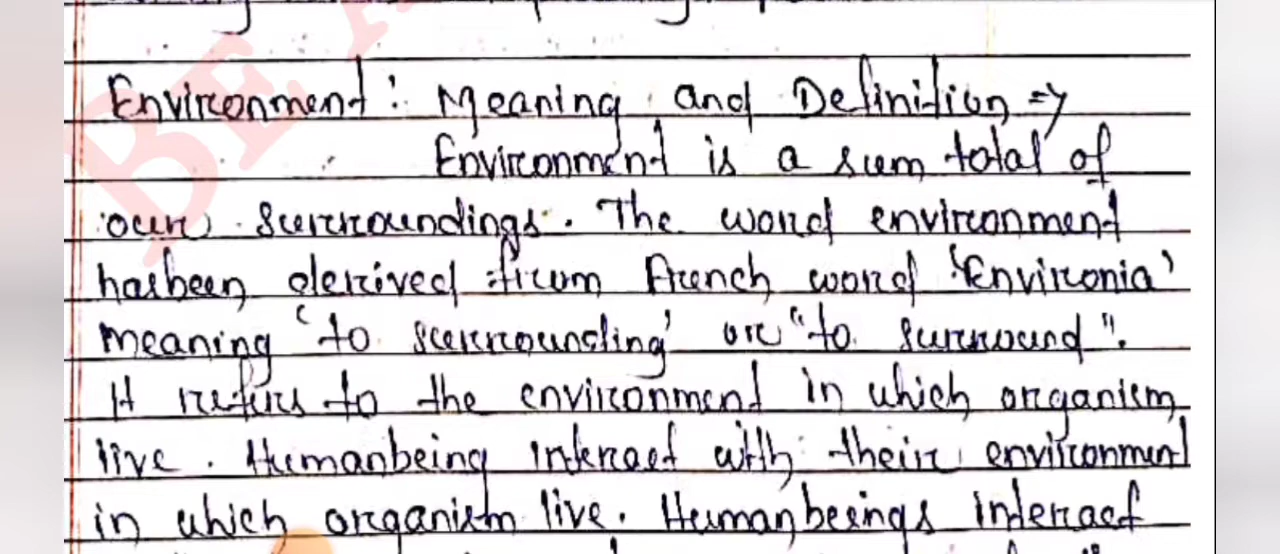 Environment: Meaning and Definition =>
Environment is a sum total of
our surroundings. The word environment
hasbeen derived from French word 'Environia'
meaning 'to surrounding' or "to surround".
It refers to the environment in which organism
live. Humanbeing interact with their environment
in which organism live. Humanbeings interact
BE A